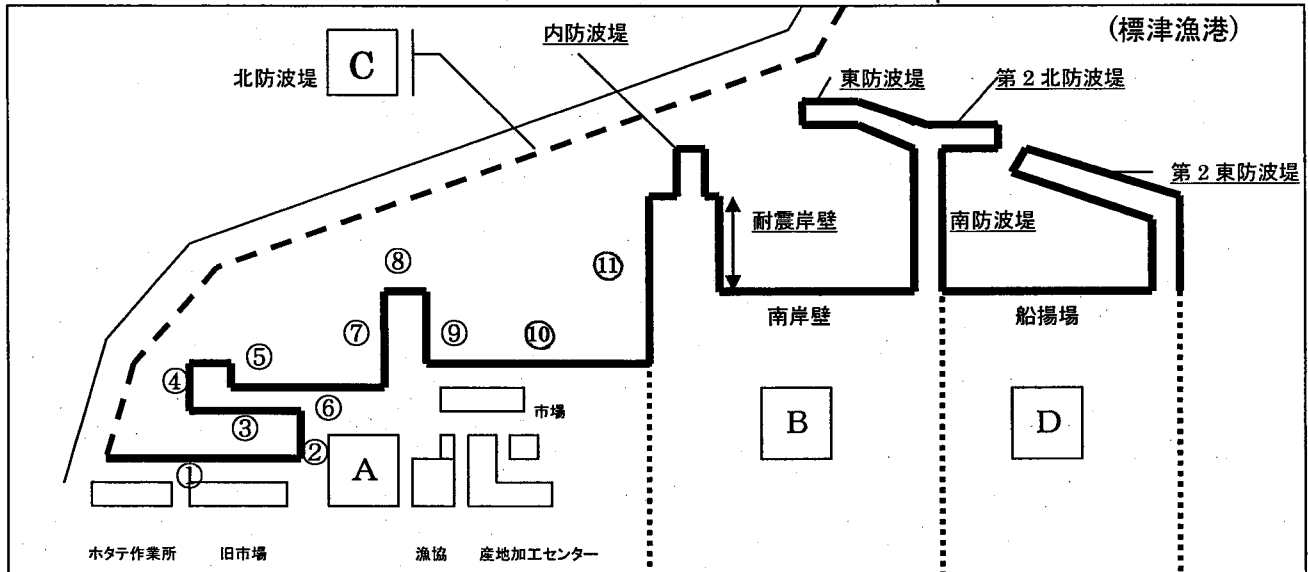 (標津漁港)
内防波堤
北防波堤
C
東防波堤
第2北防波堤
第2東防波堤
耐震岸壁
南防波堤
⑧
⑪
南岸壁
船揚場
⑦
⑨
⑩
⑤
④
⑥
③
②
①
市場
A
B
D
ホタテ作業所
旧市場
漁協
産地加工センター